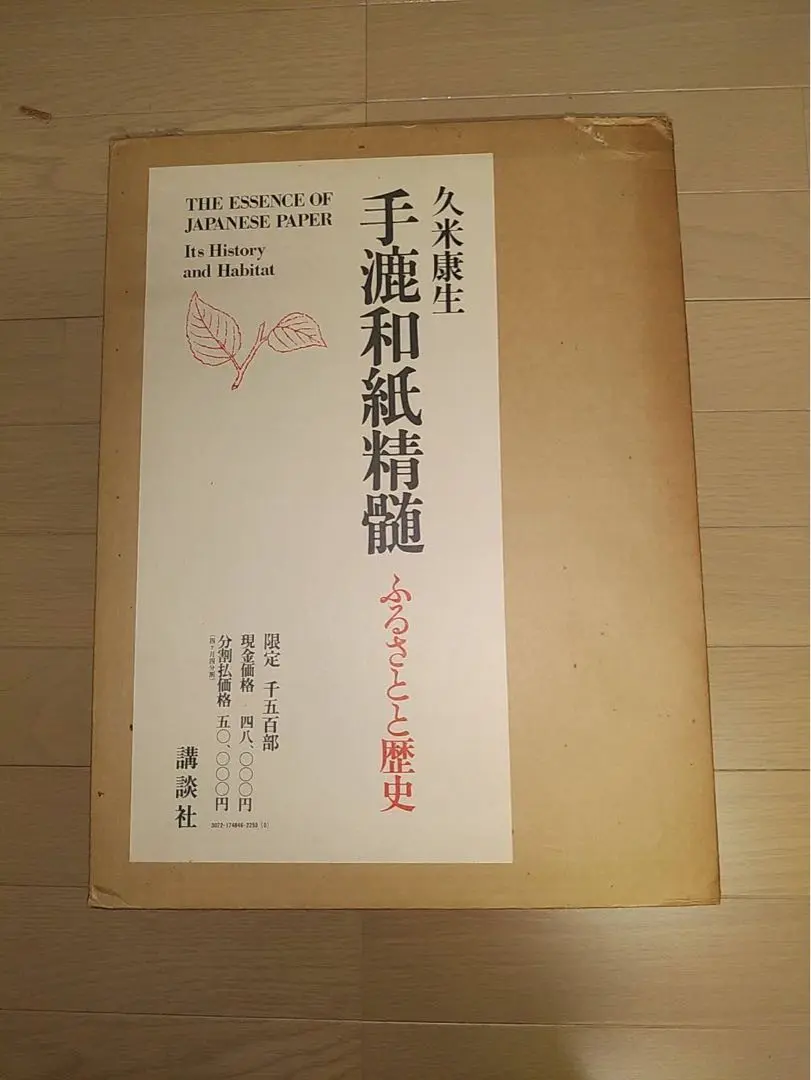 久米康生
手漉和紙精髄
ふるさとと歴史
THE ESSENCE OF
JAPANESE PAPER
Its History
and Habitat
限定 千五百部
現金価格 四八、〇〇〇円
分割払価格 五〇、〇〇〇円
講談社